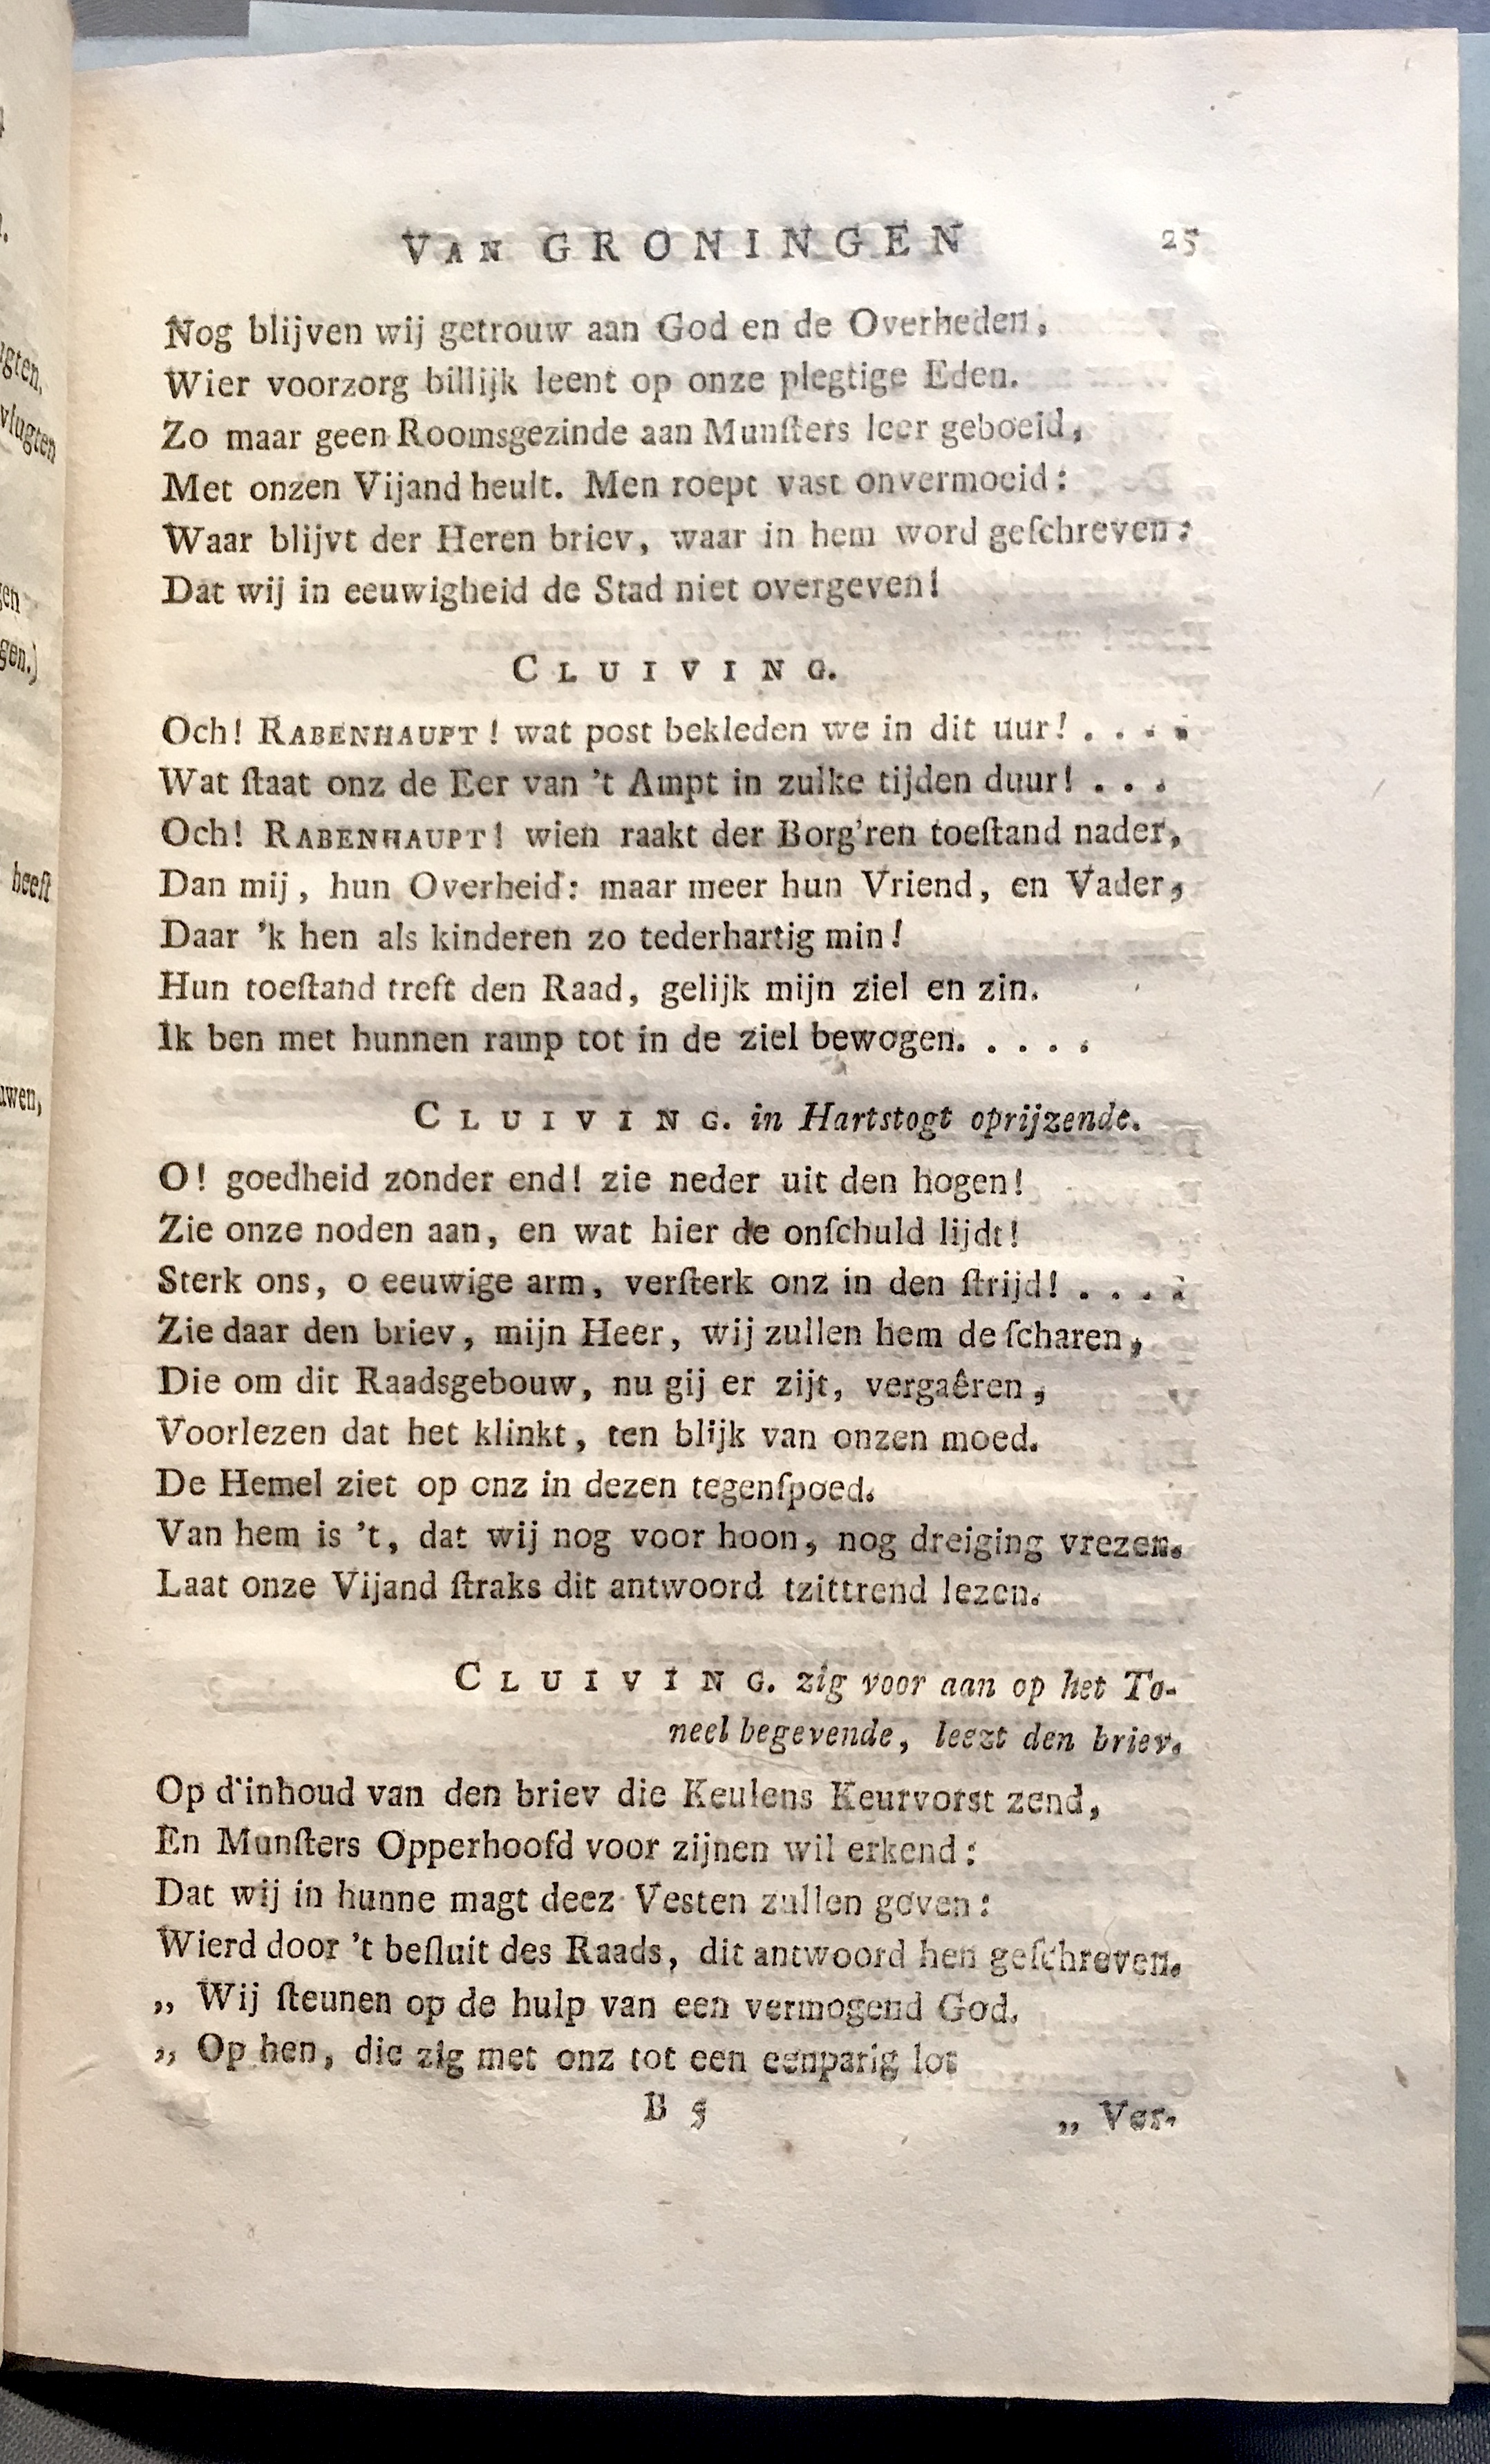 VAN GRONINGEN 25
Nog blijven wij getrouw aan God en de Overheden,
Wier voorzorg billijk leent op onze plegtige Eden.
Zo maar geen Roomsgezinde aan Munſters leer geboeid,
Met onzen Vijand heult. Men roept vast onvermoeid:
Waar blijvt der Heren briev, waar in hem word geſchreven:
Dat wij in eeuwigheid de Stad niet overgeven!
CLUIVING.
Och! RABENHAUPT! wat post bekleden we in dit uur! . . . .
Wat ſtaat onz de Eer van 't Ampt in zulke tijden duur! . . .
Och! RABENHAUPT! wien raakt der Borg'ren toeſtand nader,
Dan mij, hun Overheid: maar meer hun Vriend, en Vader,
Daar 'k hen als kinderen zo tederhartig min!
Hun toeſtand treft den Raad, gelijk mijn ziel en zin.
Ik ben met hunnen ramp tot in de ziel bewogen. . . . .
CLUIVING. in Hartstogt oprijzende.
O! goedheid zonder end! zie neder uit den hogen!
Zie onze noden aan, en wat hier de onſchuld lijdt!
Sterk ons, o eeuwige arm, verſterk onz in den ſtrijd! . . . .
Zie daar den briev, mijn Heer, wij zullen hem de ſcharen,
Die om dit Raadsgebouw, nu gij er zijt, vergaêren,
Voorlezen dat het klinkt, ten blijk van onzen moed.
De Hemel ziet op onz in dezen tegenſpoed.
Van hem is 't, dat wij nog voor hoon, nog dreiging vrezen.
Laat onze Vijand ſtraks dit antwoord tzittrend lezen.
CLUIVING. zig voor aan op het To-
neel begevende, leezt den briev.
Op d'inhoud van den briev die Keulens Keurvorst zend,
En Munſters Opperhoofd voor zijnen wil erkend:
Dat wij in hunne magt deez Vesten zullen geven:
Wierd door 't beſluit des Raads, dit antwoord hen geſchreven.
„ Wij ſteunen op de hulp van een vermogend God.
„ Op hen, die zig met onz tot een eenparig lot
B 5 „ Ver-